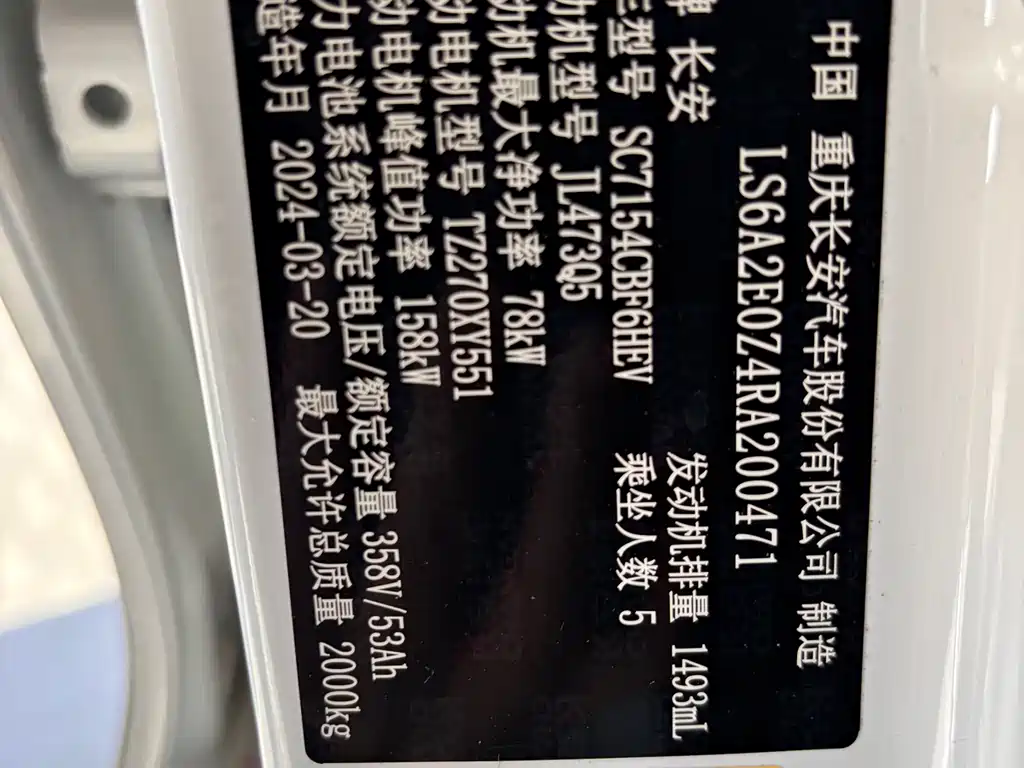 中国 重庆长安汽车股份有限公司 制造
LS6A2E0Z4RA200471
牌 长安 发动机排量 1493mL
型号 SC7154CBF6HEV 乘坐人数 5
动机型号 JL473Q5
动机最大净功率 78kW
动电机型号 TZ270XY551
动电机峰值功率 158kW
力电池系统额定电压/额定容量 358V/53Ah
造年月 2024-03-20 最大允许总质量 2000kg